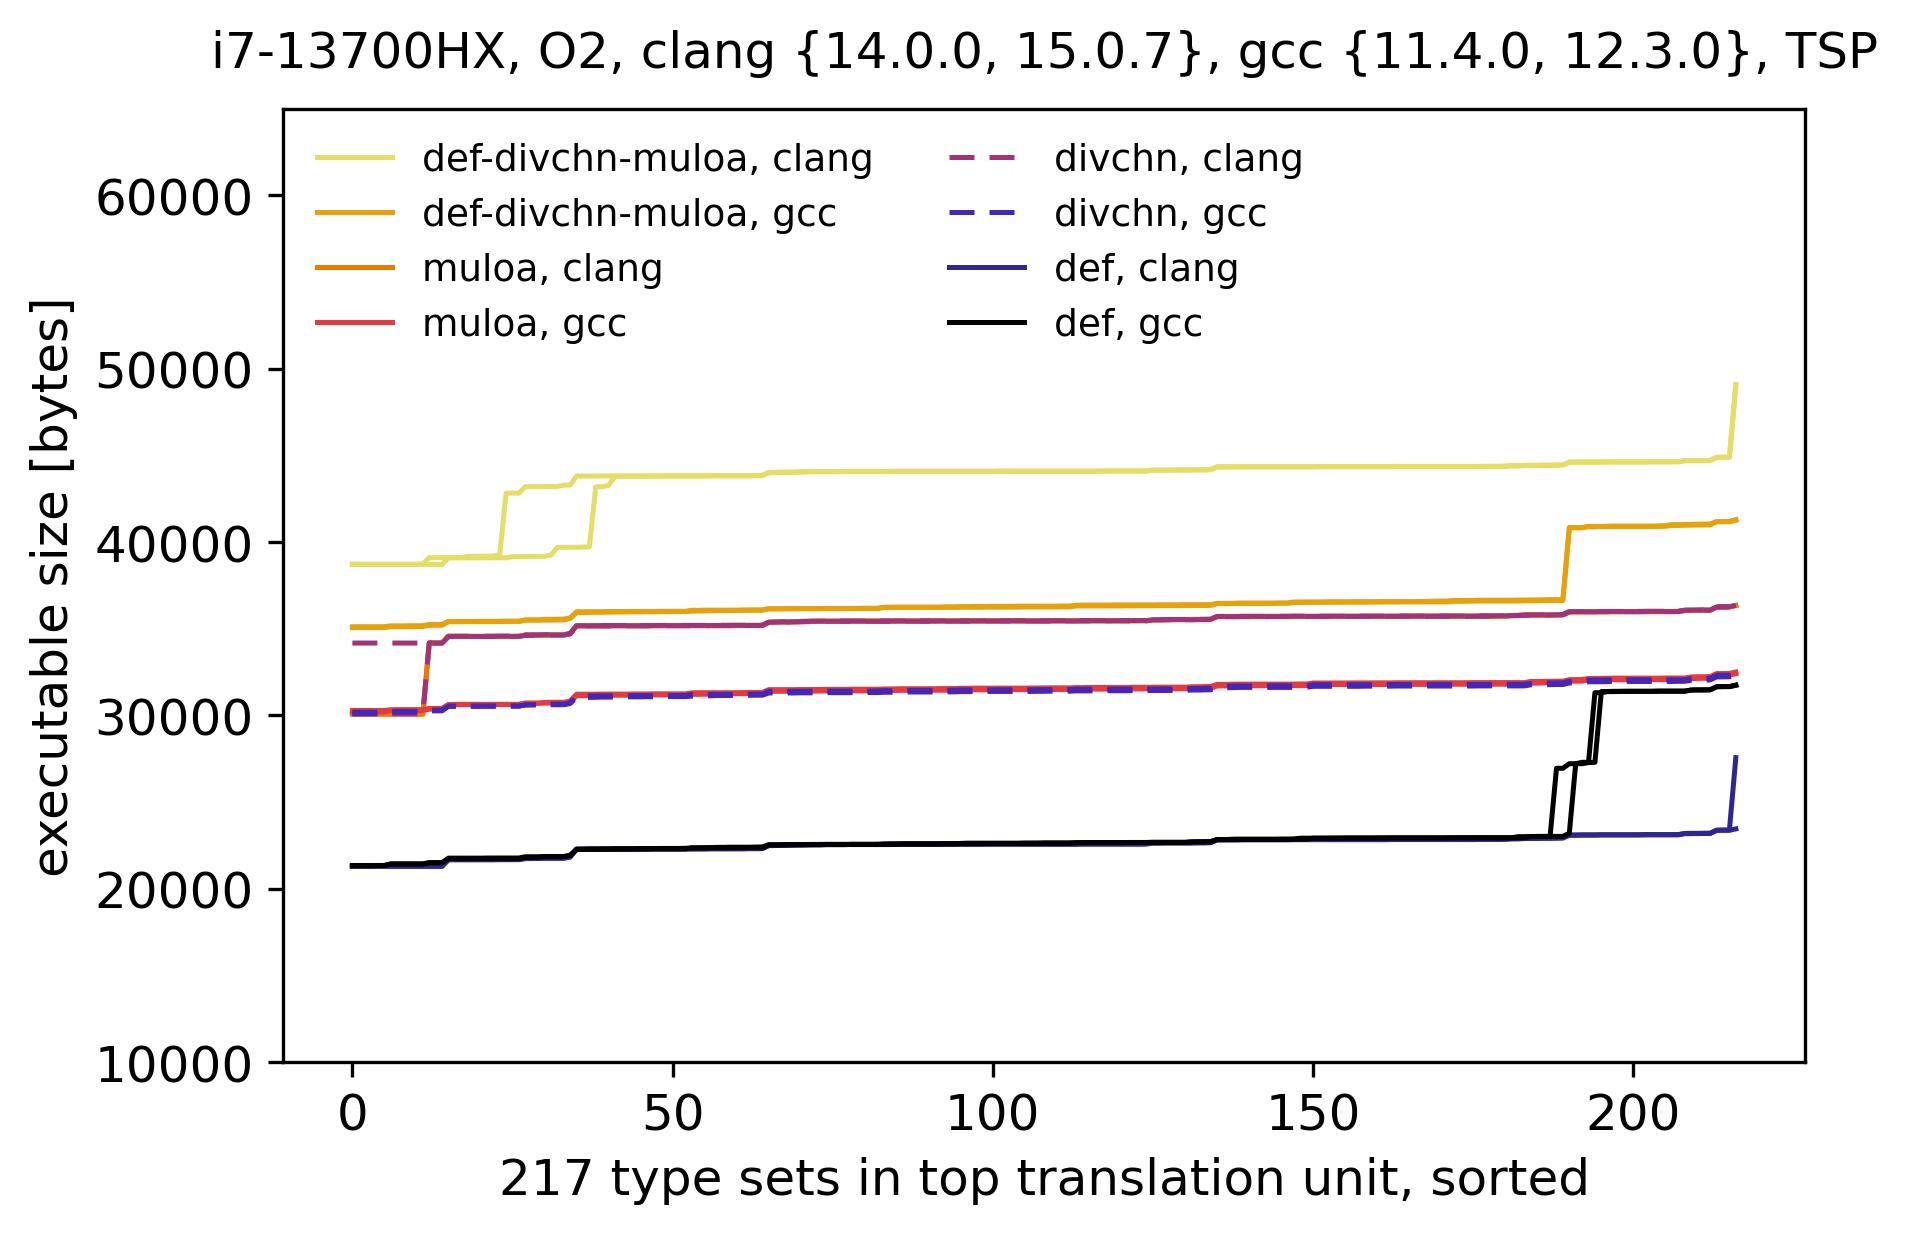 i7-13700HX, O2, clang {14.0.0, 15.0.7}, gcc {11.4.0, 12.3.0}, TSP
def-divchn-muloa, clang
def-divchn-muloa, gcc
muloa, clang
muloa, gcc
divchn, clang
divchn, gcc
def, clang
def, gcc
executable size [bytes]
60000
50000
40000
30000
20000
10000
0 50 100 150 200
217 type sets in top translation unit, sorted